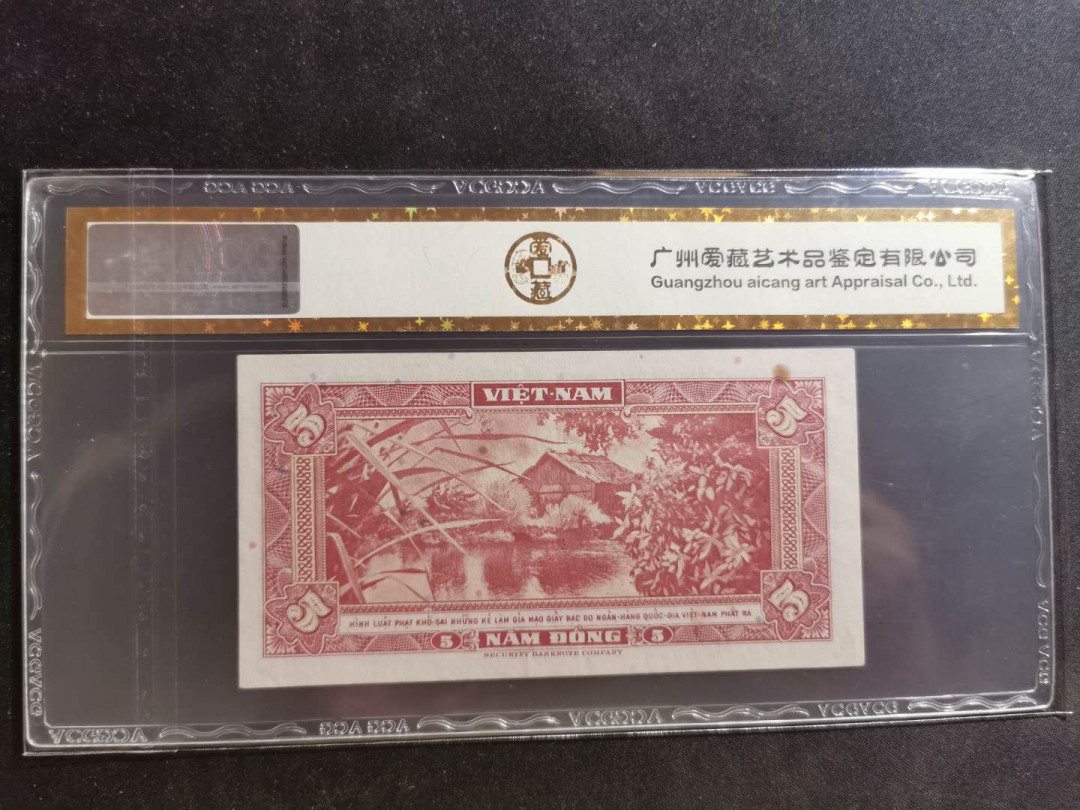 爱
藏
广州爱藏艺术品鉴定有限公司
Guangzhou aicang art Appraisal Co., Ltd.
VIỆT·NAM
5 5
HÌNH LUẬT PHẠT KHỔ-SAI NHỮNG KẺ LÀM GIẢ MẠO GIẤY BẠC DO NGÂN-HÀNG QUỐC-GIA VIỆT-NAM PHÁT RA
5 5
5 NĂM ĐỒNG 5
SECURITY BANKNOTE COMPANY